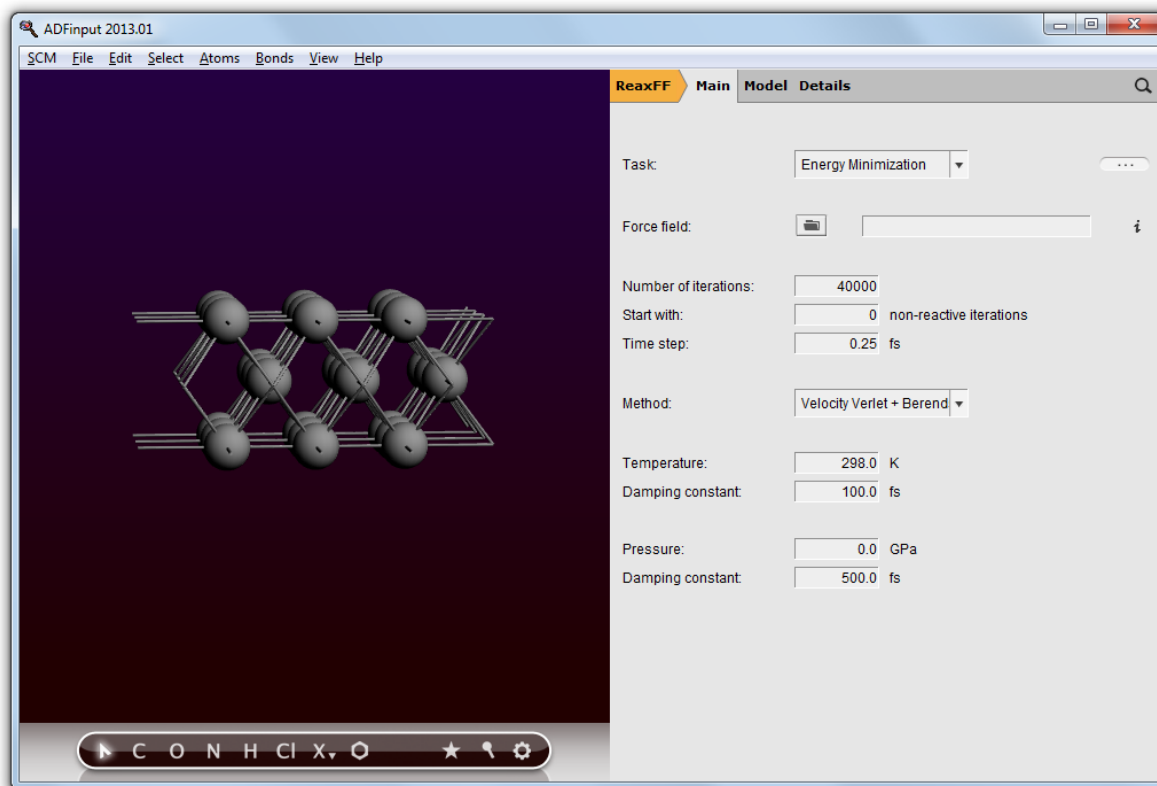 ADFinput 2013.01
SCM File Edit Select Atoms Bonds View Help
ReaxFF Main Model Details
Task: Energy Minimization ...
Force field: i
Number of iterations: 40000
Start with: 0 non-reactive iterations
Time step: 0.25 fs
Method: Velocity Verlet + Berend
Temperature: 298.0 K
Damping constant: 100.0 fs
Pressure: 0.0 GPa
Damping constant: 500.0 fs
C O N H Cl X